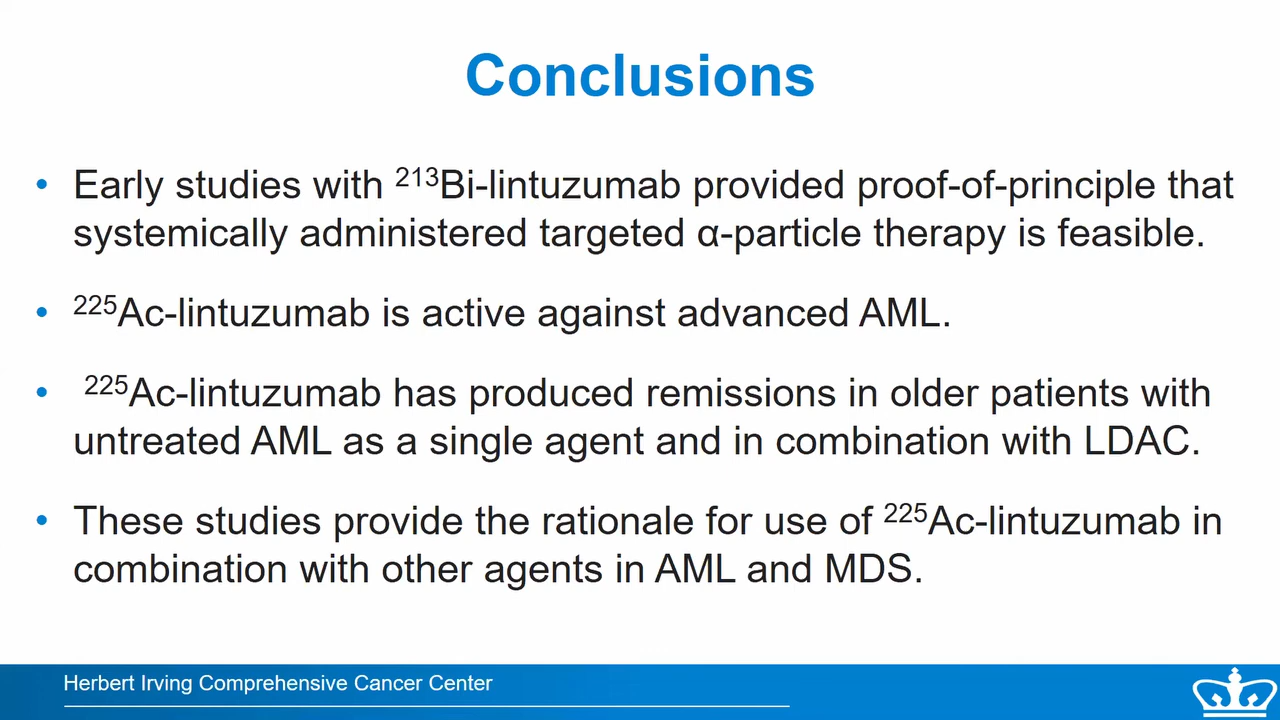 Conclusions
• Early studies with ²¹³Bi-lintuzumab provided proof-of-principle that
systemically administered targeted α-particle therapy is feasible.
• ²²⁵Ac-lintuzumab is active against advanced AML.
• ²²⁵Ac-lintuzumab has produced remissions in older patients with
untreated AML as a single agent and in combination with LDAC.
• These studies provide the rationale for use of ²²⁵Ac-lintuzumab in
combination with other agents in AML and MDS.
Herbert Irving Comprehensive Cancer Center